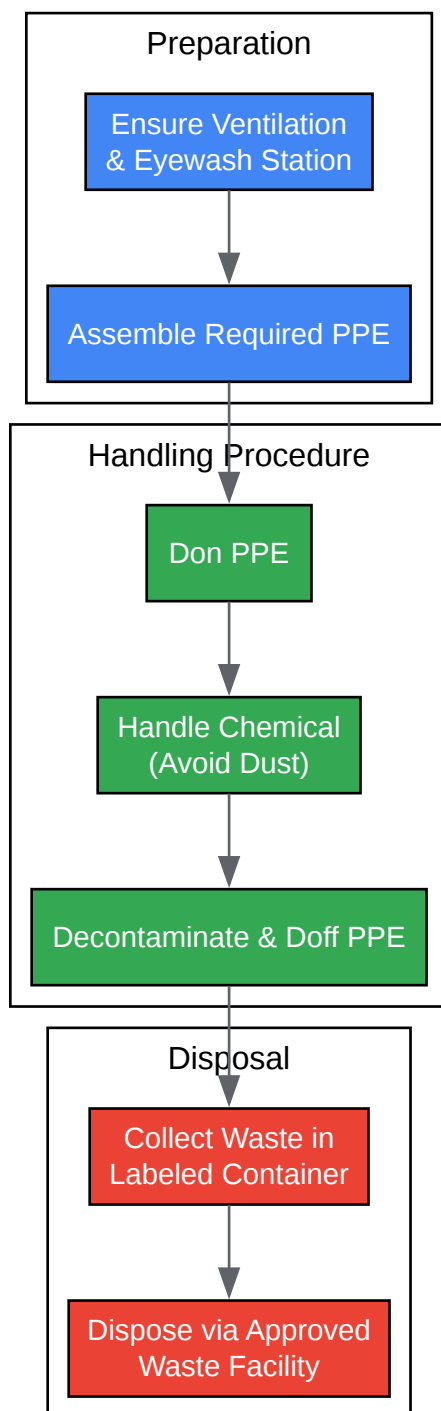 Preparation
Ensure Ventilation
& Eyewash Station
Assemble Required PPE
Handling Procedure
Don PPE
Handle Chemical
(Avoid Dust)
Decontaminate & Doff PPE
Disposal
Collect Waste in
Labeled Container
Dispose via Approved
Waste Facility